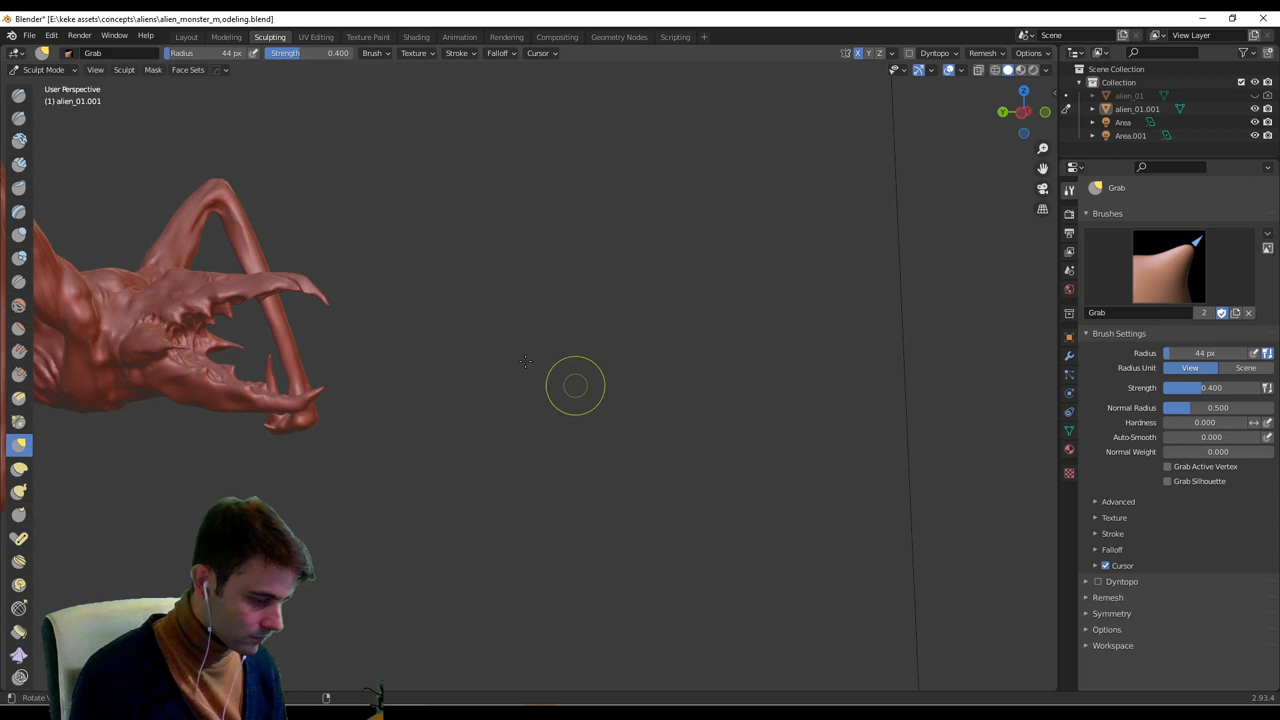 Blender* [E:\keke assets\concepts\aliens\alien_monster_m,odeling.blend]
File Edit Render Window Help Layout Modeling Sculpting UV Editing Texture Paint Shading Animation Rendering Compositing Geometry Nodes Scripting + Scene View Layer
Grab Radius 44 px Strength 0.400 Brush Texture Stroke Falloff Cursor X Y Z Dyntopo Remesh Options
Sculpt Mode View Sculpt Mask Face Sets
User Perspective
(1) alien_01.001
Z
Y
Scene Collection
Collection
alien_01
alien_01.001
Area
Area.001
Grab
Brushes
Grab 2
Brush Settings
Radius 44 px
Radius Unit View Scene
Strength 0.400
Normal Radius 0.500
Hardness 0.000
Auto-Smooth 0.000
Normal Weight 0.000
Grab Active Vertex
Grab Silhouette
Advanced
Texture
Stroke
Falloff
Cursor
Dyntopo
Remesh
Symmetry
Options
Workspace
Rotate
2.93.4